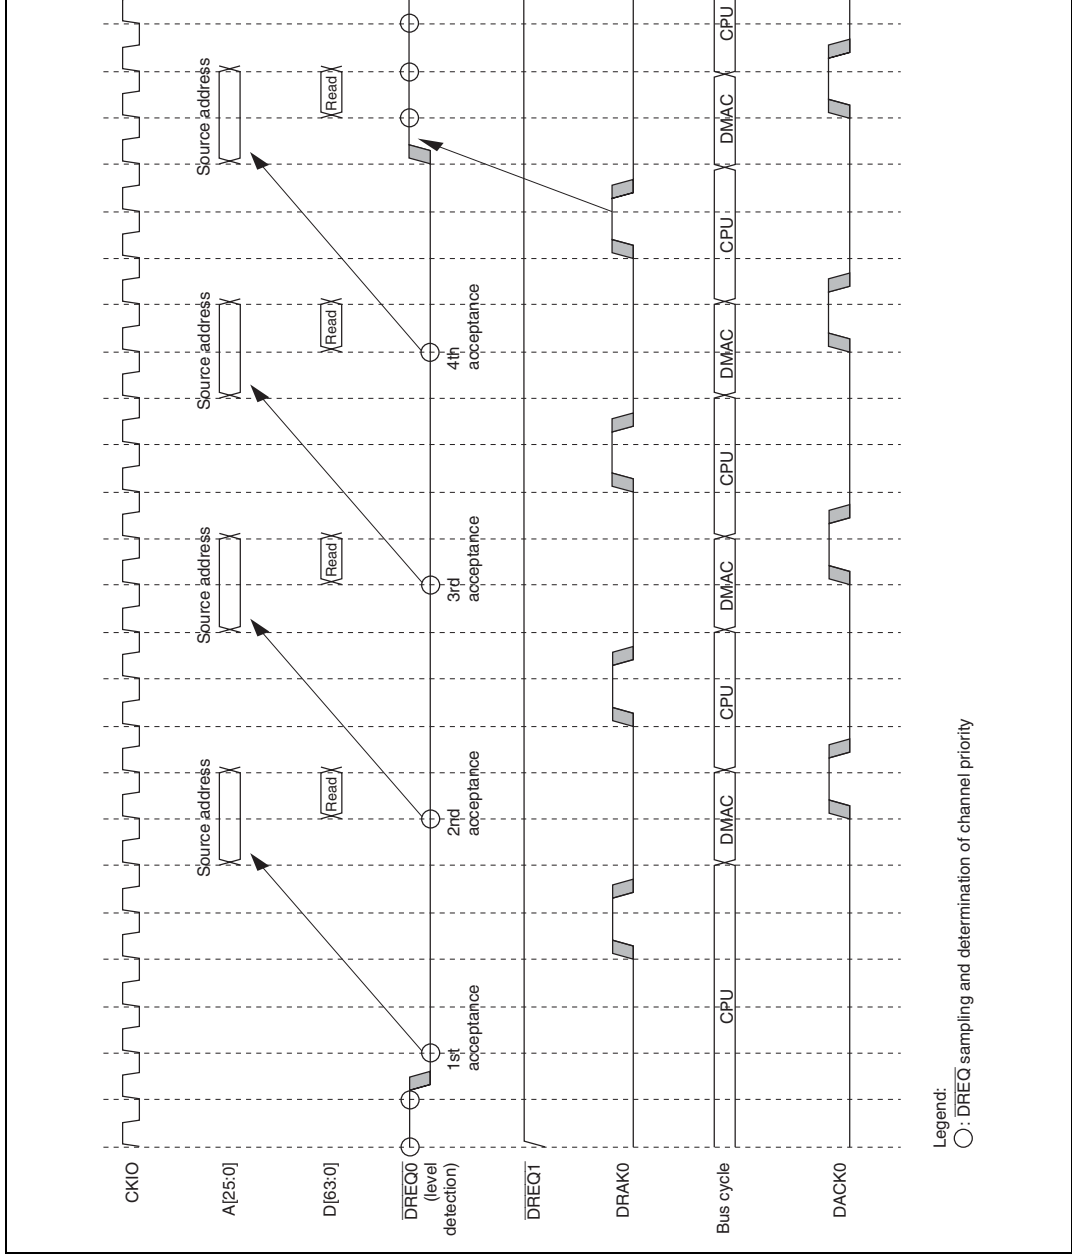 CKIO
Source address Source address Source address Source address
A[25:0]
D[63:0] Read Read Read Read
DREQ0
(level
detection)
1st
acceptance
2nd
acceptance
3rd
acceptance
4th
acceptance
DREQ1
DRAK0
Bus cycle CPU DMAC CPU DMAC CPU DMAC CPU DMAC CPU
DACK0
Legend:
○: DREQ sampling and determination of channel priority